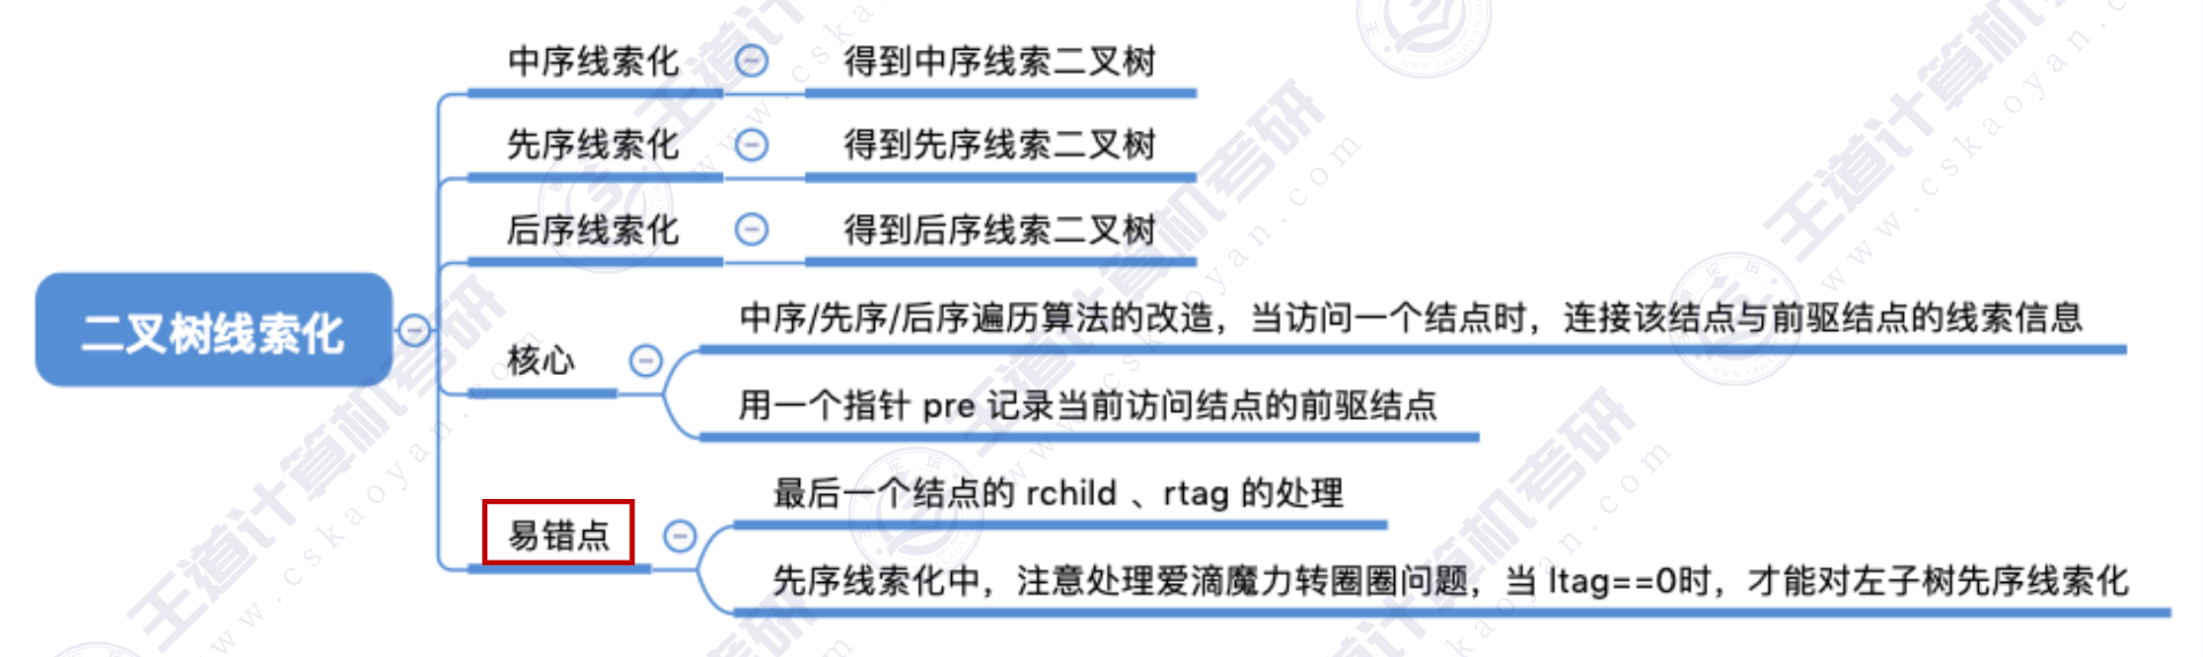 中序线索化
得到中序线索二叉树
先序线索化
得到先序线索二叉树
后序线索化
得到后序线索二叉树
二叉树线索化
核心
中序/先序/后序遍历算法的改造，当访问一个结点时，连接该结点与前驱结点的线索信息
用一个指针 pre 记录当前访问结点的前驱结点
易错点
最后一个结点的 rchild 、rtag 的处理
先序线索化中，注意处理爱滴魔力转圈圈问题，当 ltag==0时，才能对左子树先序线索化
王道计算机考研
www.cskaoyan.com